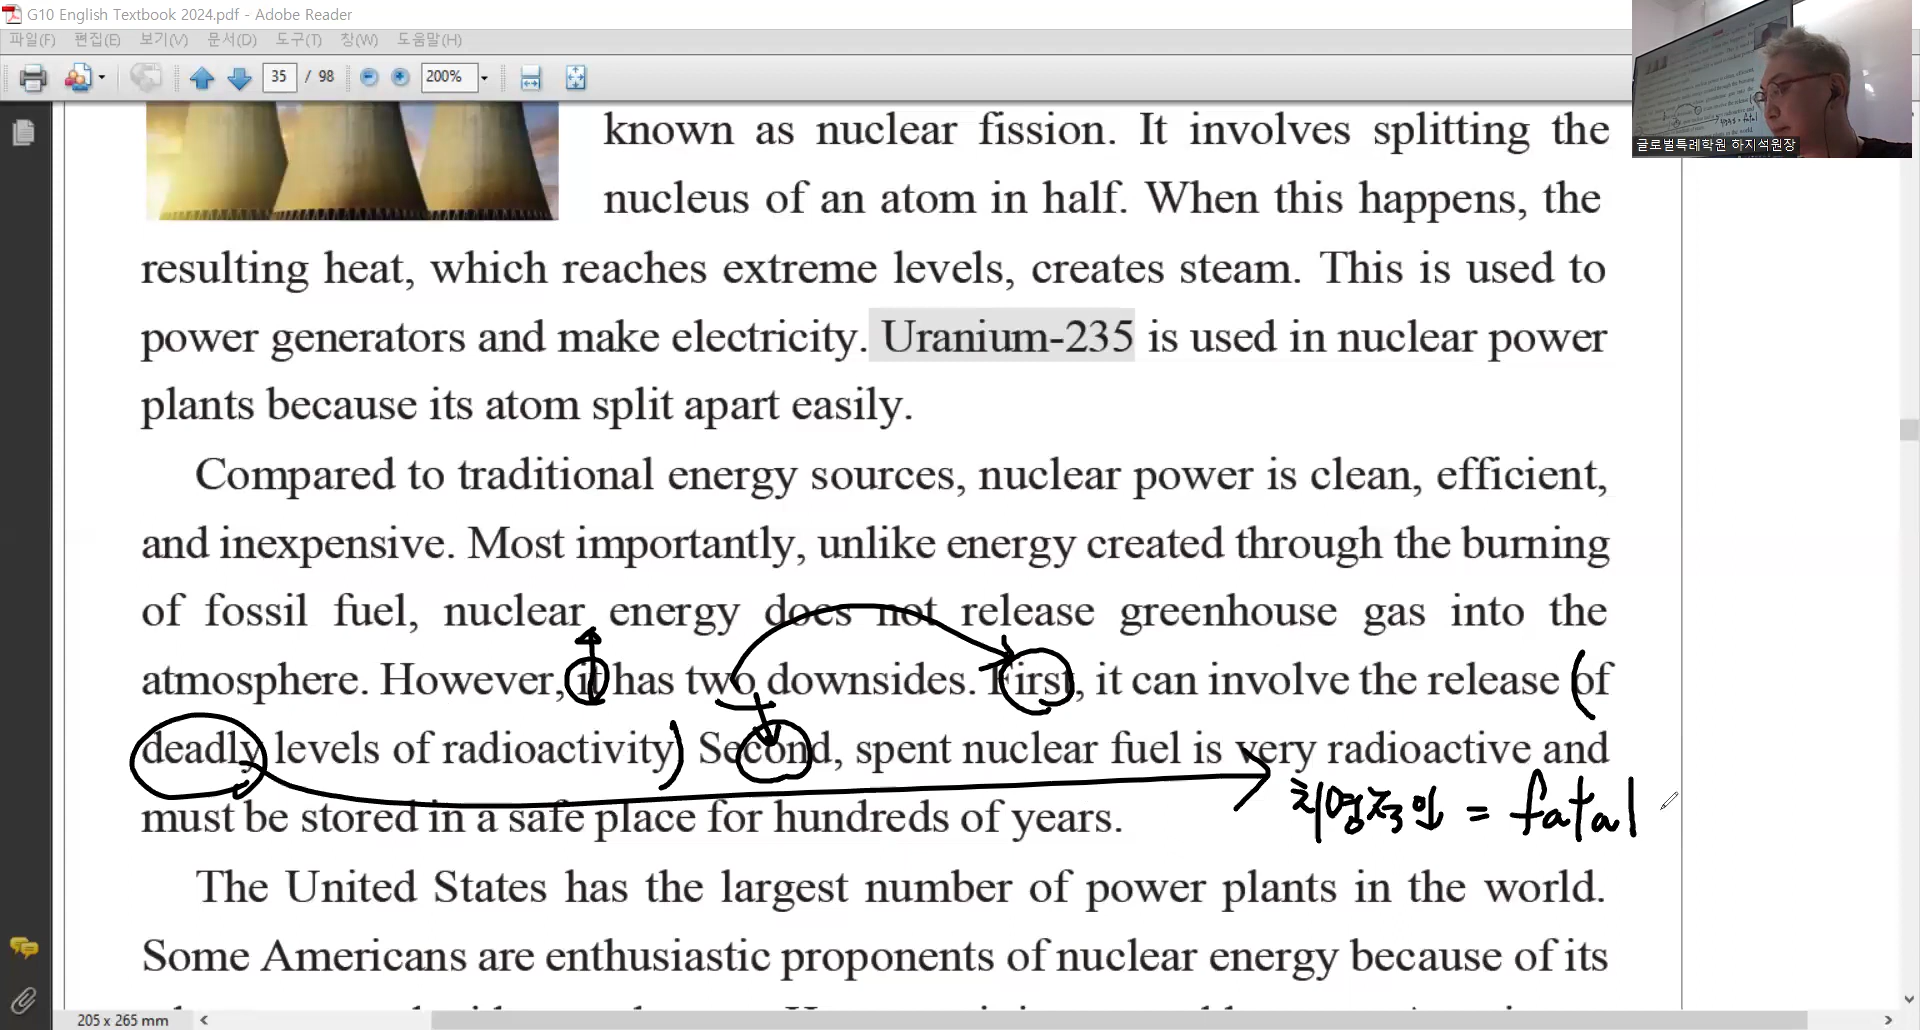 G10 English Textbook 2024.pdf - Adobe Reader
파일(F) 편집(E) 보기(V) 문서(D) 도구(T) 창(W) 도움말(H)
35 / 98 200%
글로벌특례학원 하지석원장
known as nuclear fission. It involves splitting the
nucleus of an atom in half. When this happens, the
resulting heat, which reaches extreme levels, creates steam. This is used to
power generators and make electricity. Uranium-235 is used in nuclear power
plants because its atom split apart easily.
Compared to traditional energy sources, nuclear power is clean, efficient,
and inexpensive. Most importantly, unlike energy created through the burning
of fossil fuel, nuclear energy does not release greenhouse gas into the
atmosphere. However, it has two downsides. First, it can involve the release (of
deadly levels of radioactivity) Second, spent nuclear fuel is very radioactive and
must be stored in a safe place for hundreds of years.
치명적인 = fatal
The United States has the largest number of power plants in the world.
Some Americans are enthusiastic proponents of nuclear energy because of its
205 x 265 mm